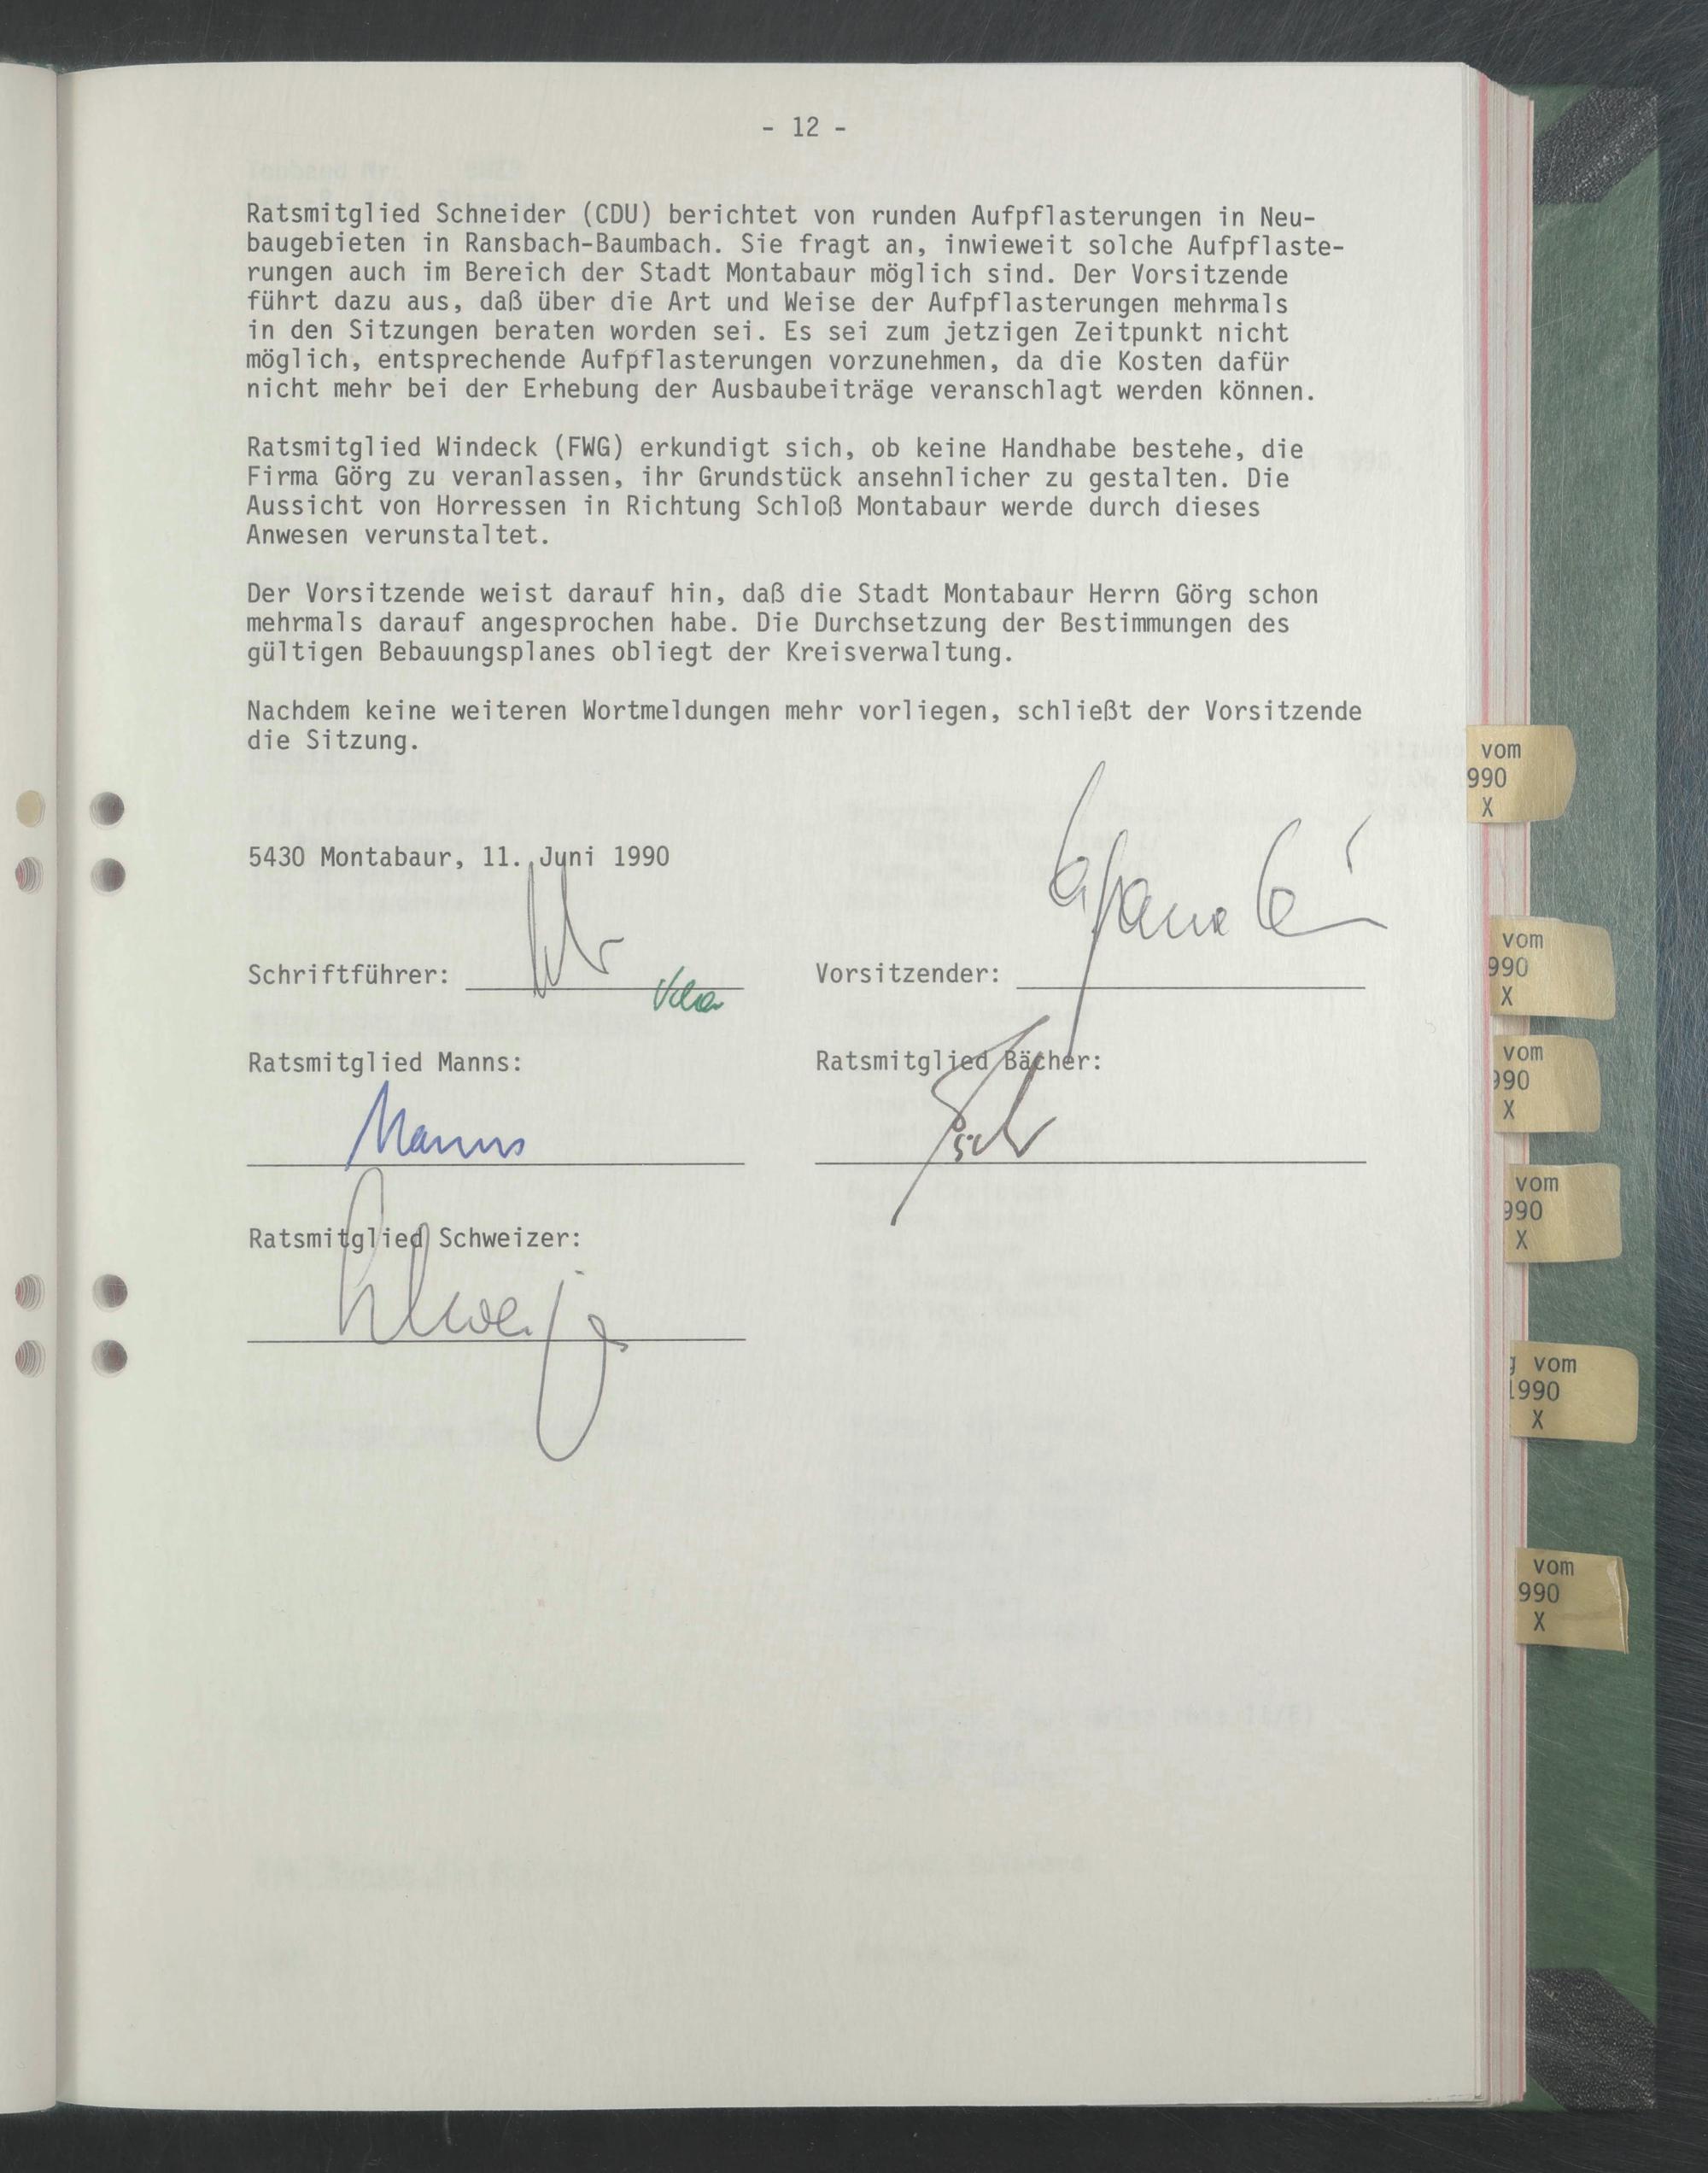 - 12 -
Ratsmitglied Schneider (CDU) berichtet von runden Aufpflasterungen in Neu-
baugebieten in Ransbach-Baumbach. Sie fragt an, inwieweit solche Aufpflaste-
rungen auch im Bereich der Stadt Montabaur möglich sind. Der Vorsitzende
führt dazu aus, daß über die Art und Weise der Aufpflasterungen mehrmals
in den Sitzungen beraten worden sei. Es sei zum jetzigen Zeitpunkt nicht
möglich, entsprechende Aufpflasterungen vorzunehmen, da die Kosten dafür
nicht mehr bei der Erhebung der Ausbaubeiträge veranschlagt werden können.
Ratsmitglied Windeck (FWG) erkundigt sich, ob keine Handhabe bestehe, die
Firma Görg zu veranlassen, ihr Grundstück ansehnlicher zu gestalten. Die
Aussicht von Horressen in Richtung Schloß Montabaur werde durch dieses
Anwesen verunstaltet.
Der Vorsitzende weist darauf hin, daß die Stadt Montabaur Herrn Görg schon
mehrmals darauf angesprochen habe. Die Durchsetzung der Bestimmungen des
gültigen Bebauungsplanes obliegt der Kreisverwaltung.
Nachdem keine weiteren Wortmeldungen mehr vorliegen, schließt der Vorsitzende
die Sitzung.
5430 Montabaur, 11. Juni 1990
Schriftführer:
Vorsitzender:
Ratsmitglied Manns:
Ratsmitglied Bächer:
Manns
Ratsmitglied Schweizer:
vom
990
X
vom
990
X
vom
990
X
vom
990
X
g vom
1990
X
vom
990
X